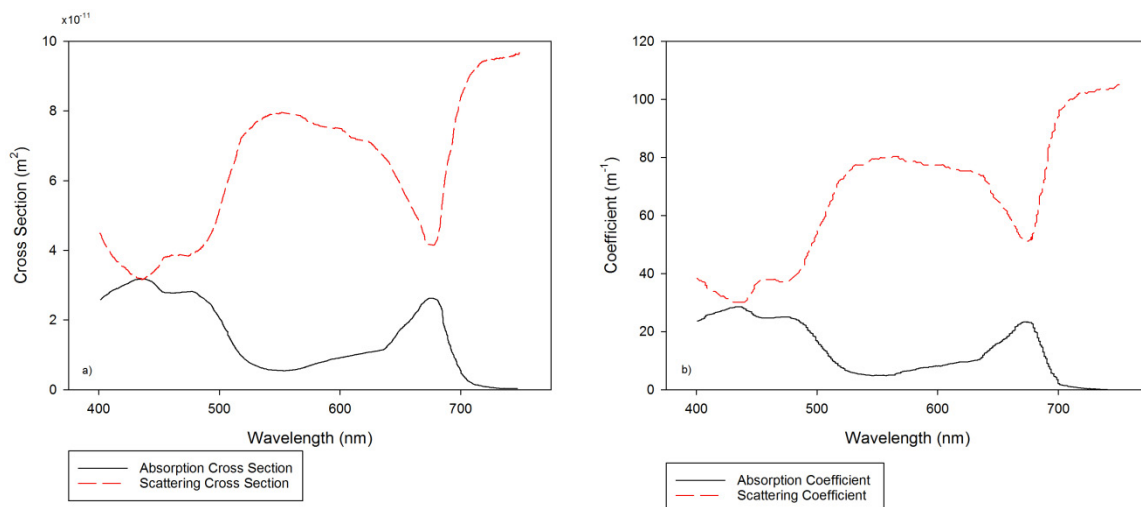 x10⁻¹¹
10
8
6
4
2
0
Cross Section (m²)
a)
400 500 600 700
Wavelength (nm)
Absorption Cross Section
Scattering Cross Section
120
100
80
60
40
20
0
Coefficient (m⁻¹)
b)
400 500 600 700
Wavelength (nm)
Absorption Coefficient
Scattering Coefficient